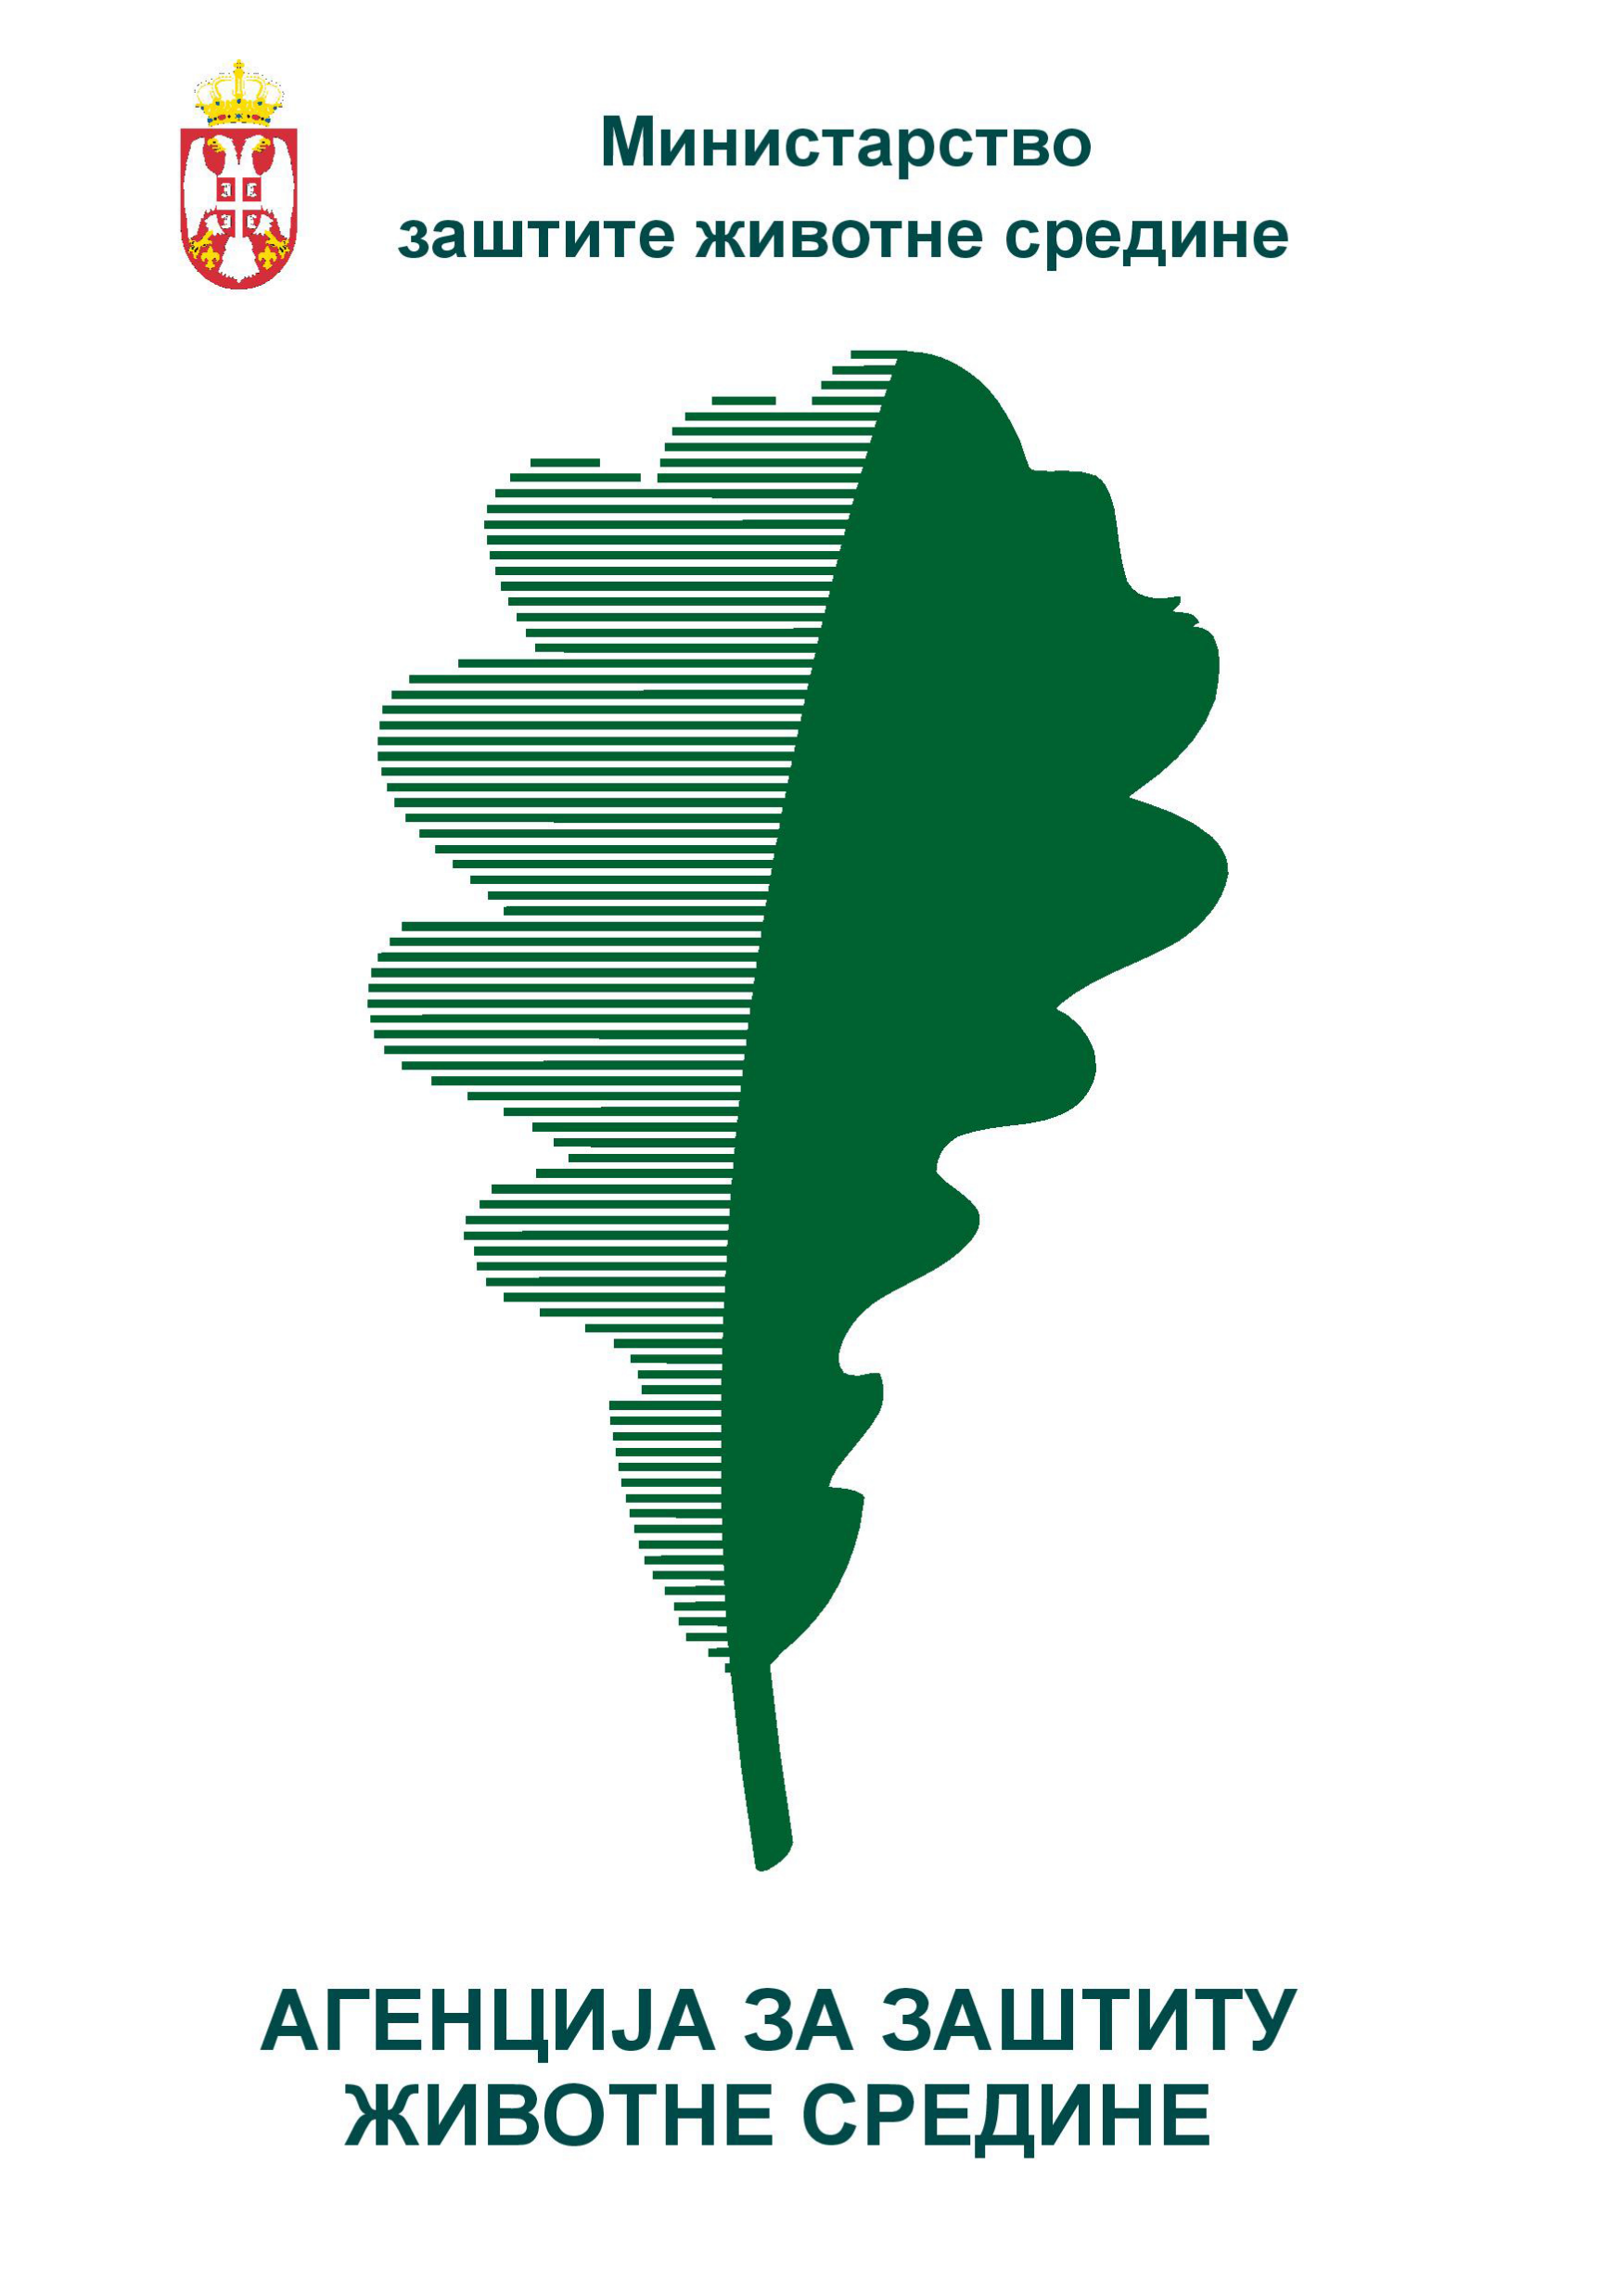 Министарство
заштите животне средине
АГЕНЦИЈА ЗА ЗАШТИТУ
ЖИВОТНЕ СРЕДИНЕ